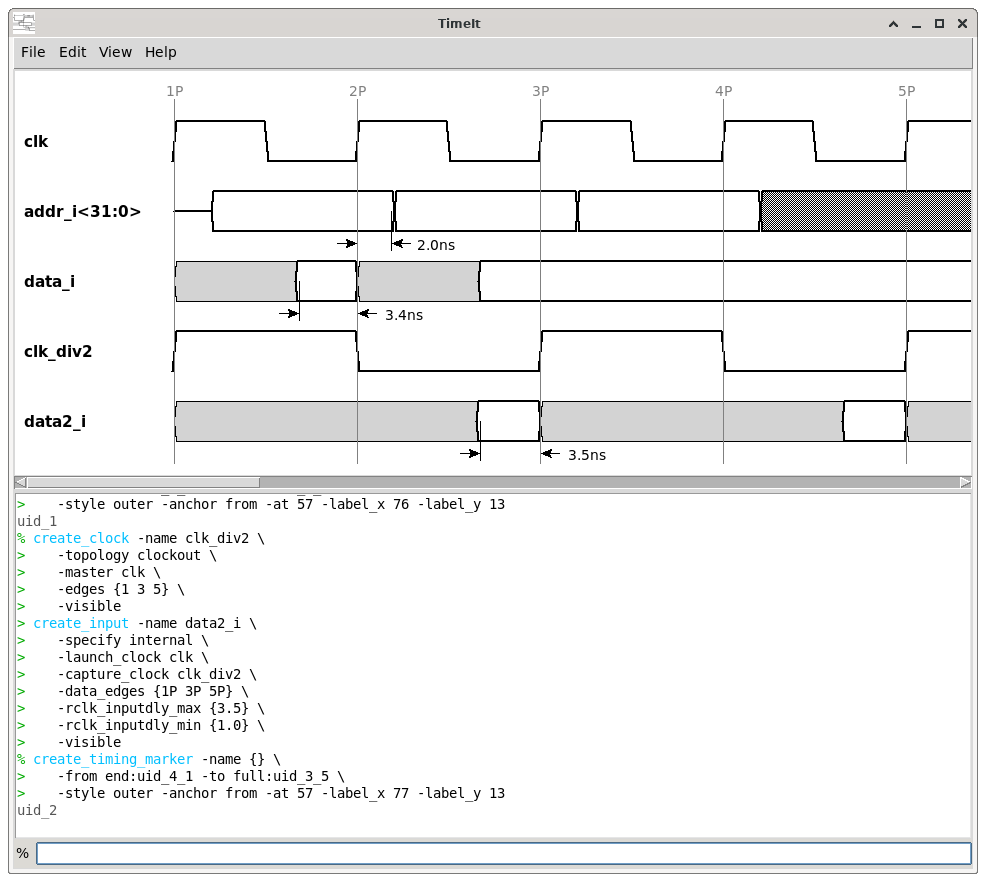 TimeIt
File Edit View Help
1P 2P 3P 4P 5P
clk
addr_i<31:0>
2.0ns
data_i
3.4ns
clk_div2
data2_i
3.5ns
>    -style outer -anchor from -at 57 -label_x 76 -label_y 13
uid_1
% create_clock -name clk_div2 \
>    -topology clockout \
>    -master clk \
>    -edges {1 3 5} \
>    -visible
> create_input -name data2_i \
>    -specify internal \
>    -launch_clock clk \
>    -capture_clock clk_div2 \
>    -data_edges {1P 3P 5P} \
>    -rclk_inputdly_max {3.5} \
>    -rclk_inputdly_min {1.0} \
>    -visible
% create_timing_marker -name {} \
>    -from end:uid_4_1 -to full:uid_3_5 \
>    -style outer -anchor from -at 57 -label_x 77 -label_y 13
uid_2
%